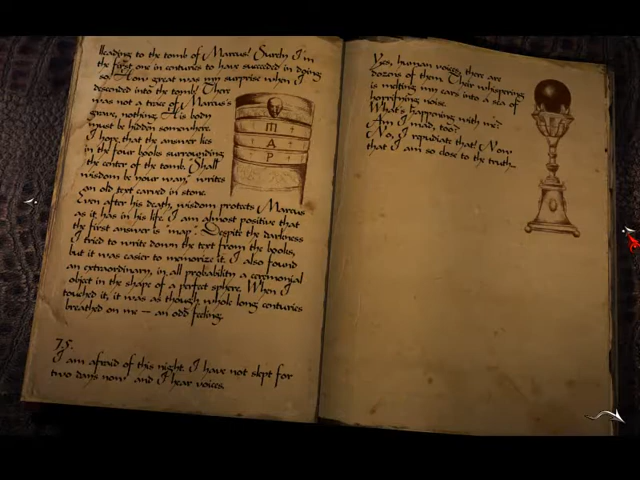 leading to the tomb of Marcus! Surely I'm
the first one in centuries to have succeeded in doing
so. How great was my surprise when I
descended into the tomb! There
was not a trace of Marcus's
grave, nothing. His body
must be hidden somewhere.
I hope that the answer lies
in the four books surrounding
the center of the tomb. "Shall
wisdom be your way," writes
an old text carved in stone.
Even after his death, wisdom protects Marcus
as it has in his life. I am almost positive that
the first answer is "map". Despite the darkness
I tried to write down the text from the books,
but it was easier to memorize it. I also found
an extraordinary, in all probability a ceremonial
object in the shape of a perfect sphere. When I
touched it, it was as though whole long centuries
breathed on me — an odd feeling.
7.5.
I am afraid of this night. I have not slept for
two days now and I hear voices.
M
A
P
Yes, human voices, there are
dozens of them. Their whispering
is melting my ears into a sea of
horrifying noise.
What's happening with me?
Am I mad, too?
No, I repudiate that! Now
that I am so close to the truth...